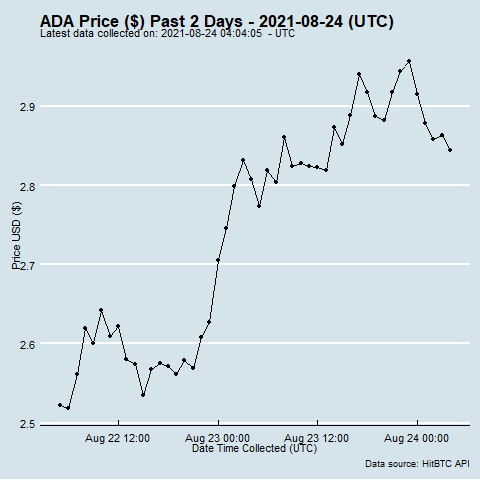 ADA Price ($) Past 2 Days - 2021-08-24 (UTC)
Latest data collected on: 2021-08-24 04:04:05 - UTC
2.9
2.8
2.7
2.6
2.5
Price USD ($)
Aug 22 12:00 Aug 23 00:00 Aug 23 12:00 Aug 24 00:00
Date Time Collected (UTC)
Data source: HitBTC API